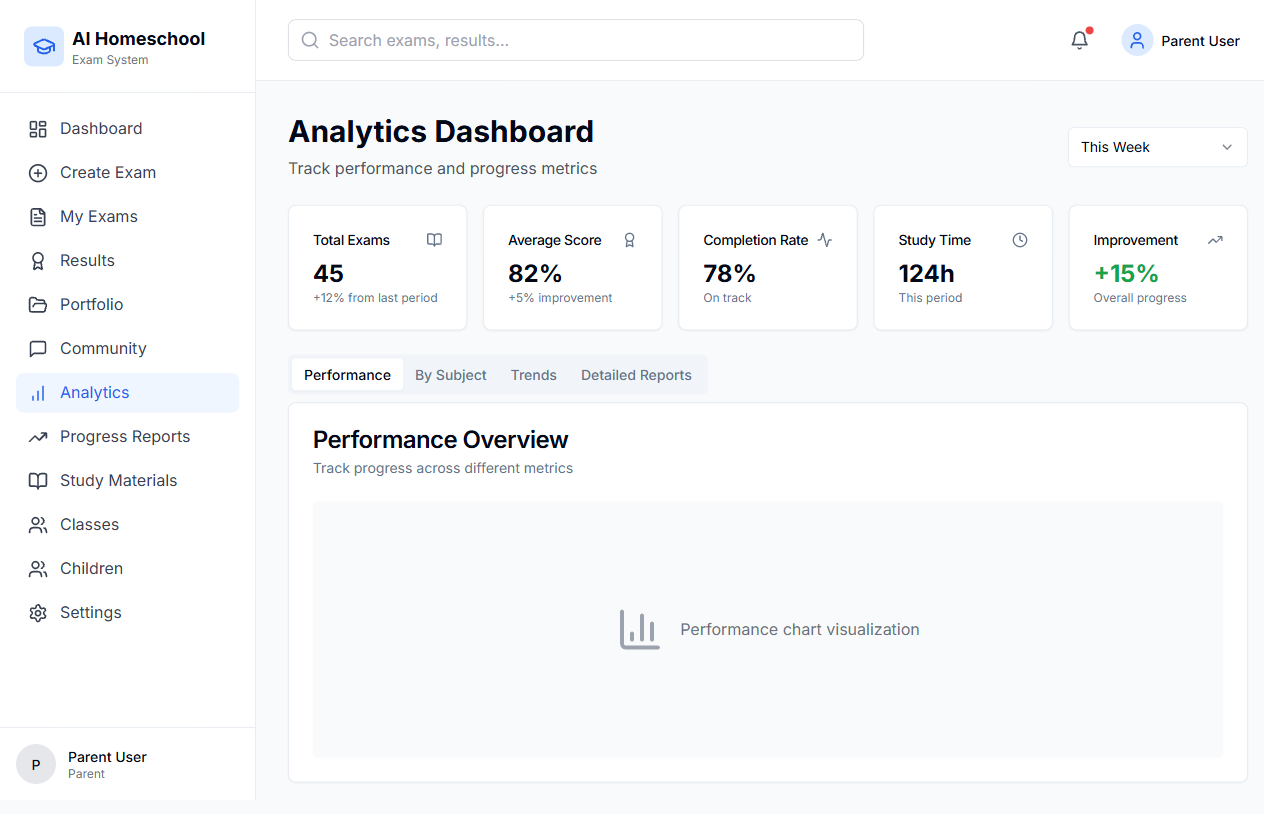 AI Homeschool
Exam System
Search exams, results...
Parent User
Dashboard
Create Exam
My Exams
Results
Portfolio
Community
Analytics
Progress Reports
Study Materials
Classes
Children
Settings
P
Parent User
Parent
Analytics Dashboard
Track performance and progress metrics
This Week
Total Exams
45
+12% from last period
Average Score
82%
+5% improvement
Completion Rate
78%
On track
Study Time
124h
This period
Improvement
+15%
Overall progress
Performance
By Subject
Trends
Detailed Reports
Performance Overview
Track progress across different metrics
Performance chart visualization